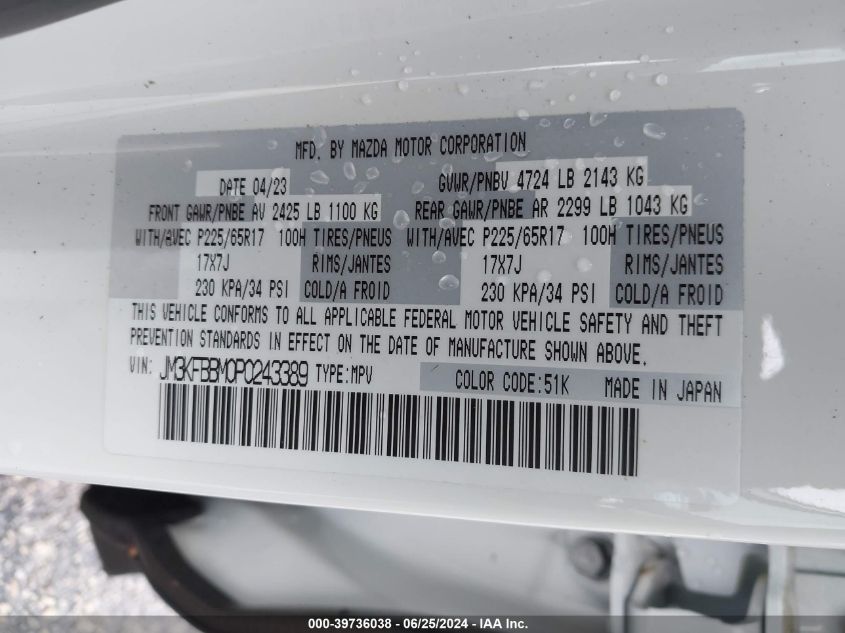 MFD. BY MAZDA MOTOR CORPORATION
DATE 04/23 GVWR/PNBV 4724 LB 2143 KG
FRONT GAWR/PNBE AV 2425 LB 1100 KG REAR GAWR/PNBE AR 2299 LB 1043 KG
WITH/AVEC P225/65R17 100H TIRES/PNEUS WITH/AVEC P225/65R17 100H TIRES/PNEUS
17X7J RIMS/JANTES 17X7J RIMS/JANTES
230 KPA/34 PSI COLD/A FROID 230 KPA/34 PSI COLD/A FROID
THIS VEHICLE CONFORMS TO ALL APPLICABLE FEDERAL MOTOR VEHICLE SAFETY AND THEFT
PREVENTION STANDARDS IN EFFECT ON THE DATE OF MANUFACTURE SHOWN ABOVE.
VIN: JM3KFBBM0P0243389 TYPE:MPV COLOR CODE:51K MADE IN JAPAN
000-39736038 - 06/25/2024 - IAA Inc.